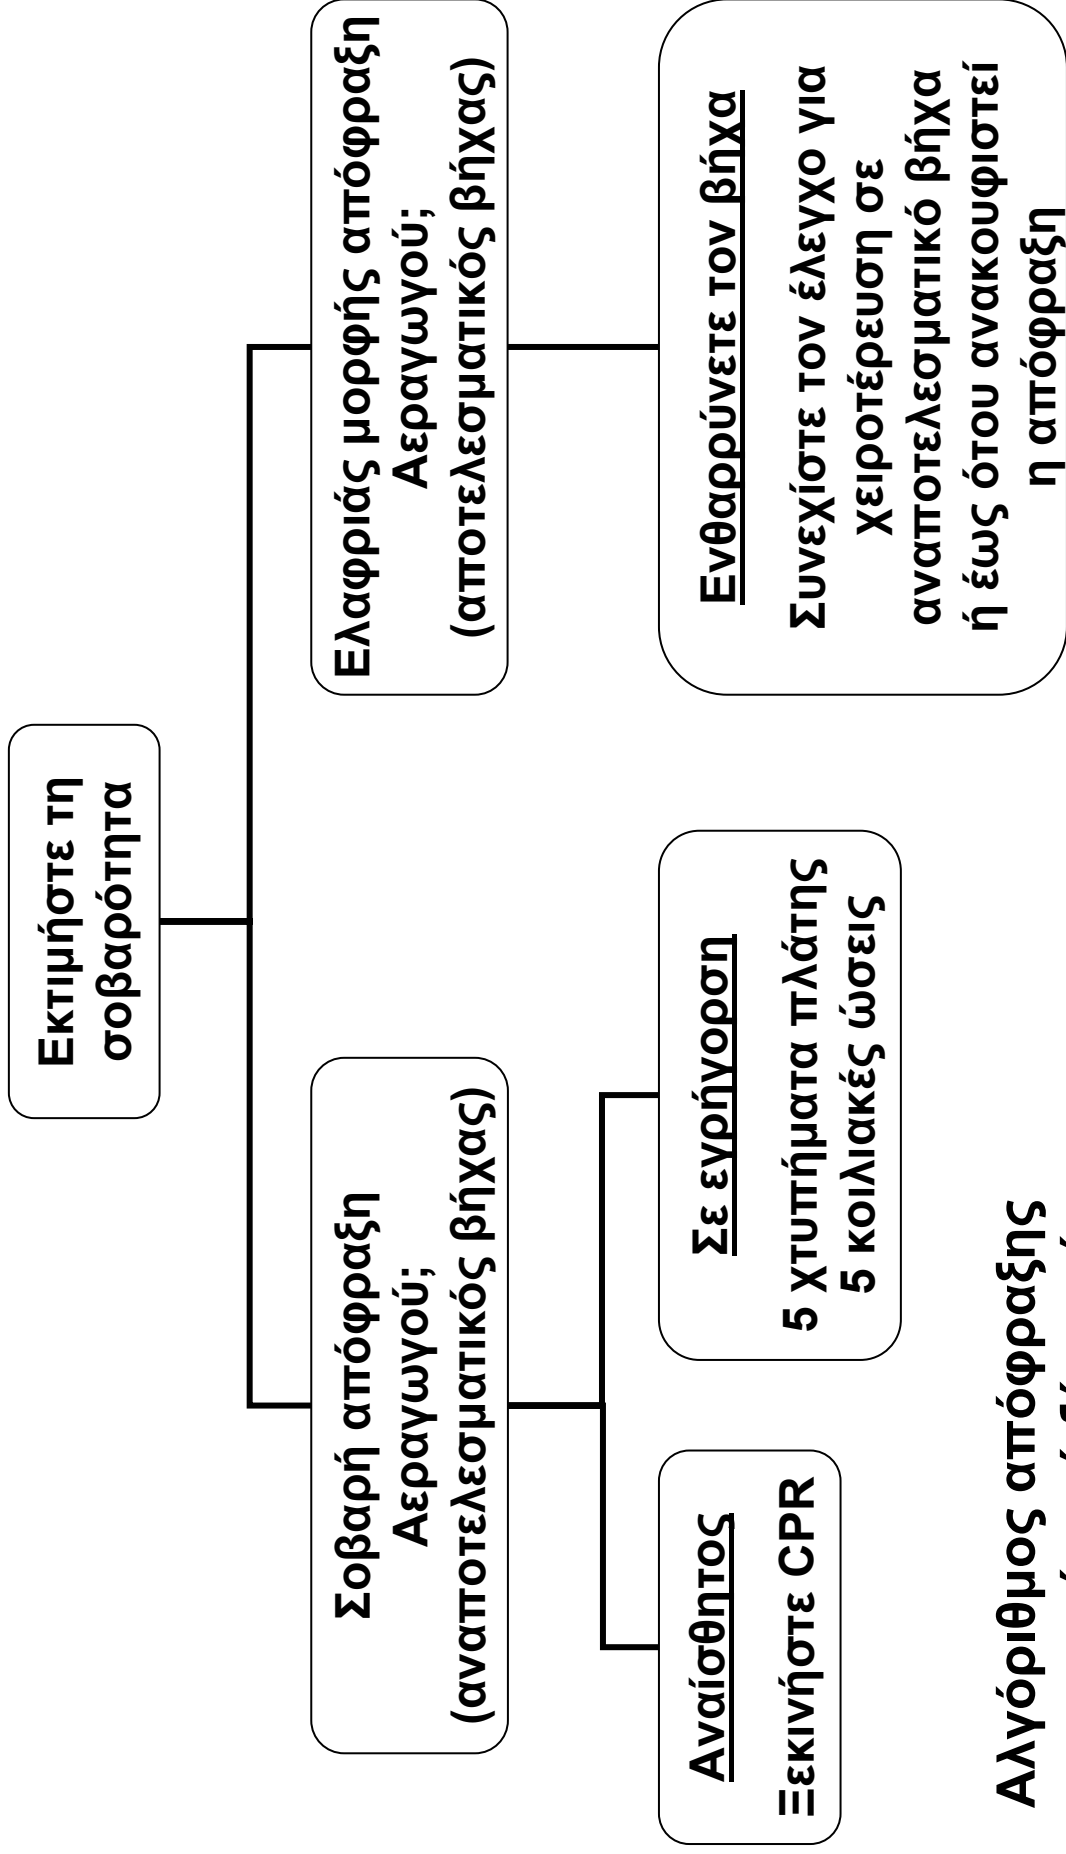 Εκτιμήστε τη
σοβαρότητα
Σοβαρή απόφραξη
Αεραγωγού;
(αναποτελεσματικός βήχας)
Ελαφριάς μορφής απόφραξη
Αεραγωγού;
(αποτελεσματικός βήχας)
Αναίσθητος
Ξεκινήστε CPR
Σε εγρήγορση
5 χτυπήματα πλάτης
5 κοιλιακές ώσεις
Ενθαρρύνετε τον βήχα
Συνεχίστε τον έλεγχο για
χειροτέρευση σε
αναποτελεσματικό βήχα
ή έως ότου ανακουφιστεί
η απόφραξη
Αλγόριθμος απόφραξης